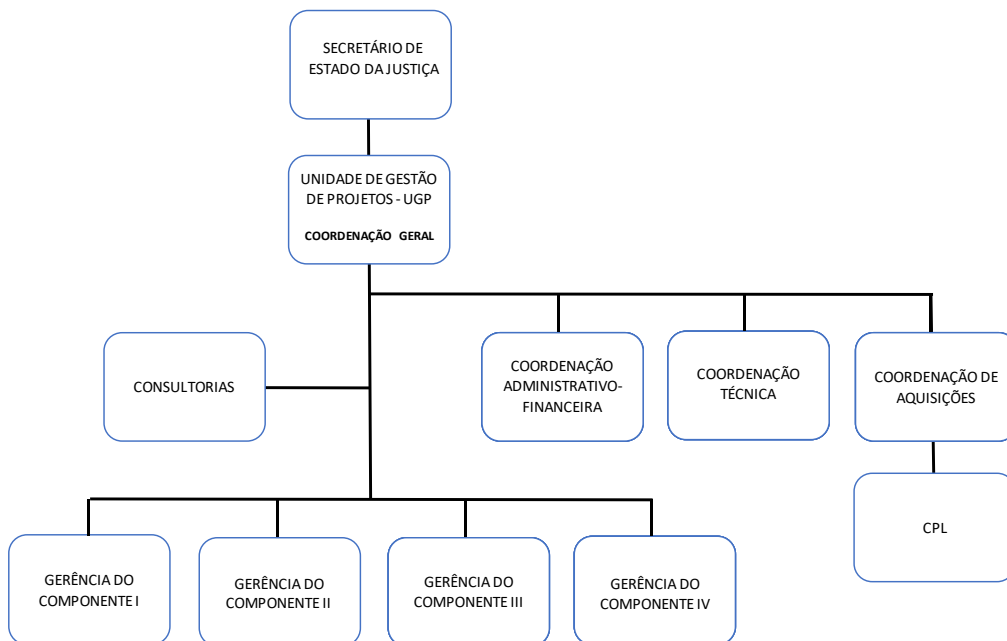 SECRETÁRIO DE
ESTADO DA JUSTIÇA
UNIDADE DE GESTÃO
DE PROJETOS - UGP
COORDENAÇÃO GERAL
CONSULTORIAS
COORDENAÇÃO
ADMINISTRATIVO-
FINANCEIRA
COORDENAÇÃO
TÉCNICA
COORDENAÇÃO DE
AQUISIÇÕES
CPL
GERÊNCIA DO
COMPONENTE I
GERÊNCIA DO
COMPONENTE II
GERÊNCIA DO
COMPONENTE III
GERÊNCIA DO
COMPONENTE IV